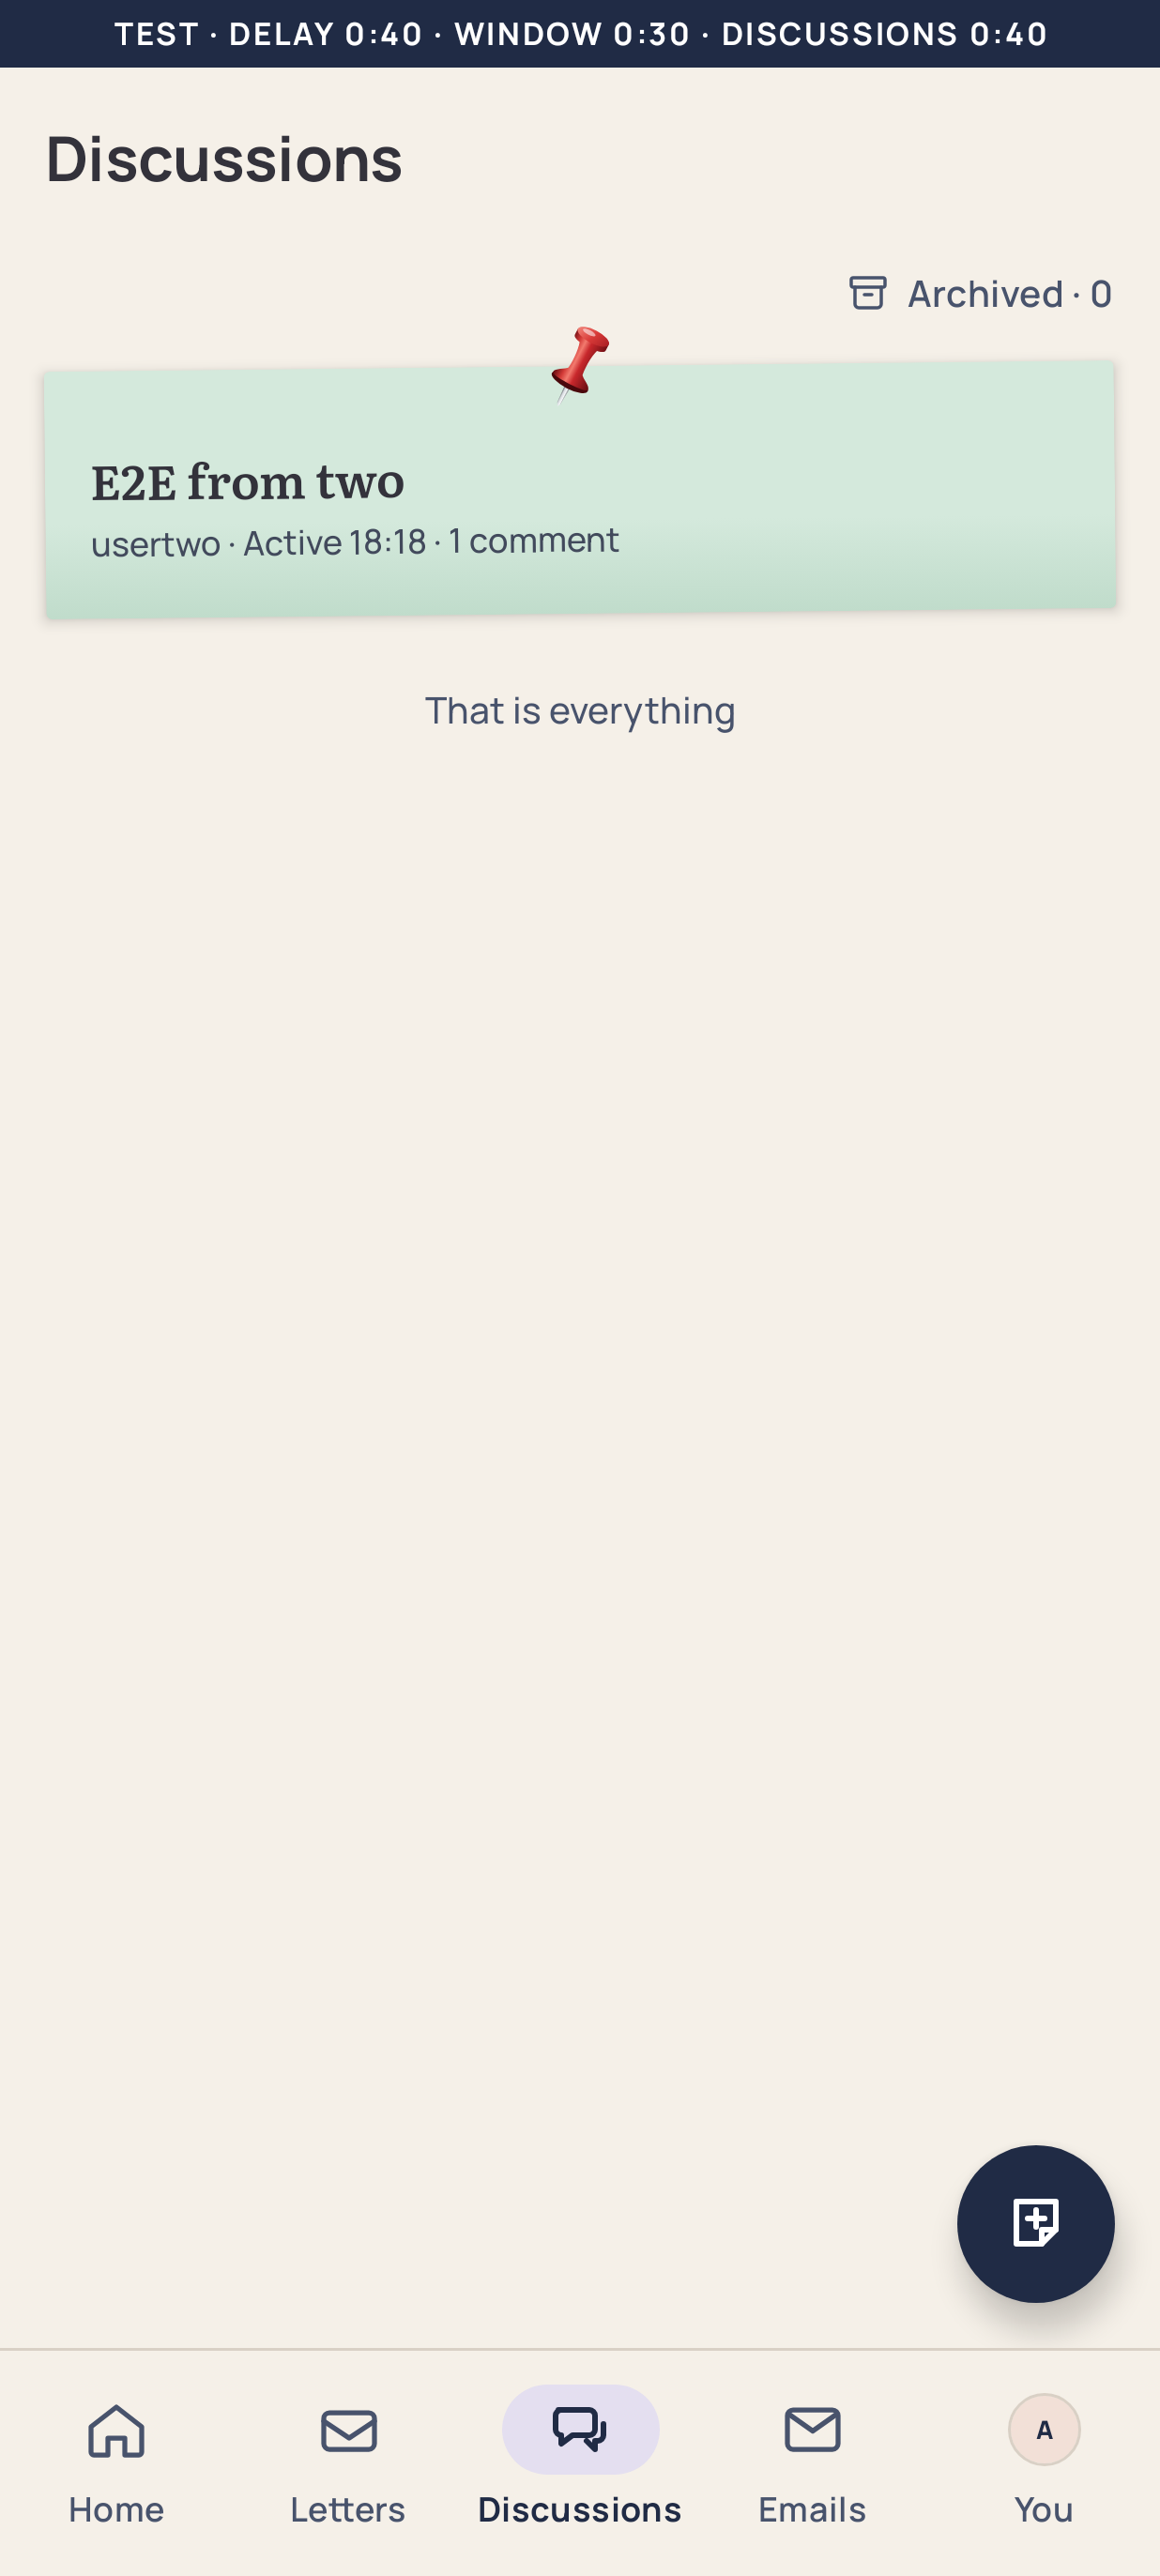 TEST · DELAY 0:40 · WINDOW 0:30 · DISCUSSIONS 0:40
Discussions
Archived · 0
E2E from two
usertwo · Active 18:18 · 1 comment
That is everything
A
Home Letters Discussions Emails You